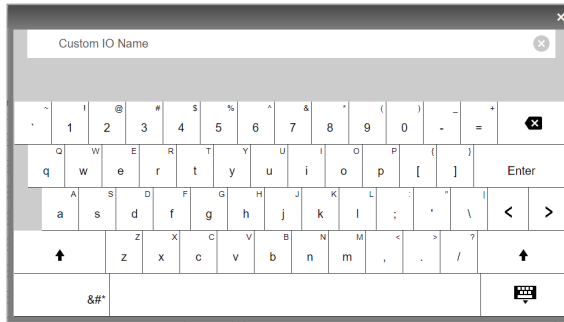 Custom IO Name
~ ! @ # $ % ^ & * ( ) _ +
` 1 2 3 4 5 6 7 8 9 0 - =
Q W E R T Y U I O P { }
q w e r t y u i o p [ ] Enter
A S D F G H J K L : " |
a s d f g h j k l ; ' \ < >
Z X C V B N M < > ?
z x c v b n m , . /
&#*